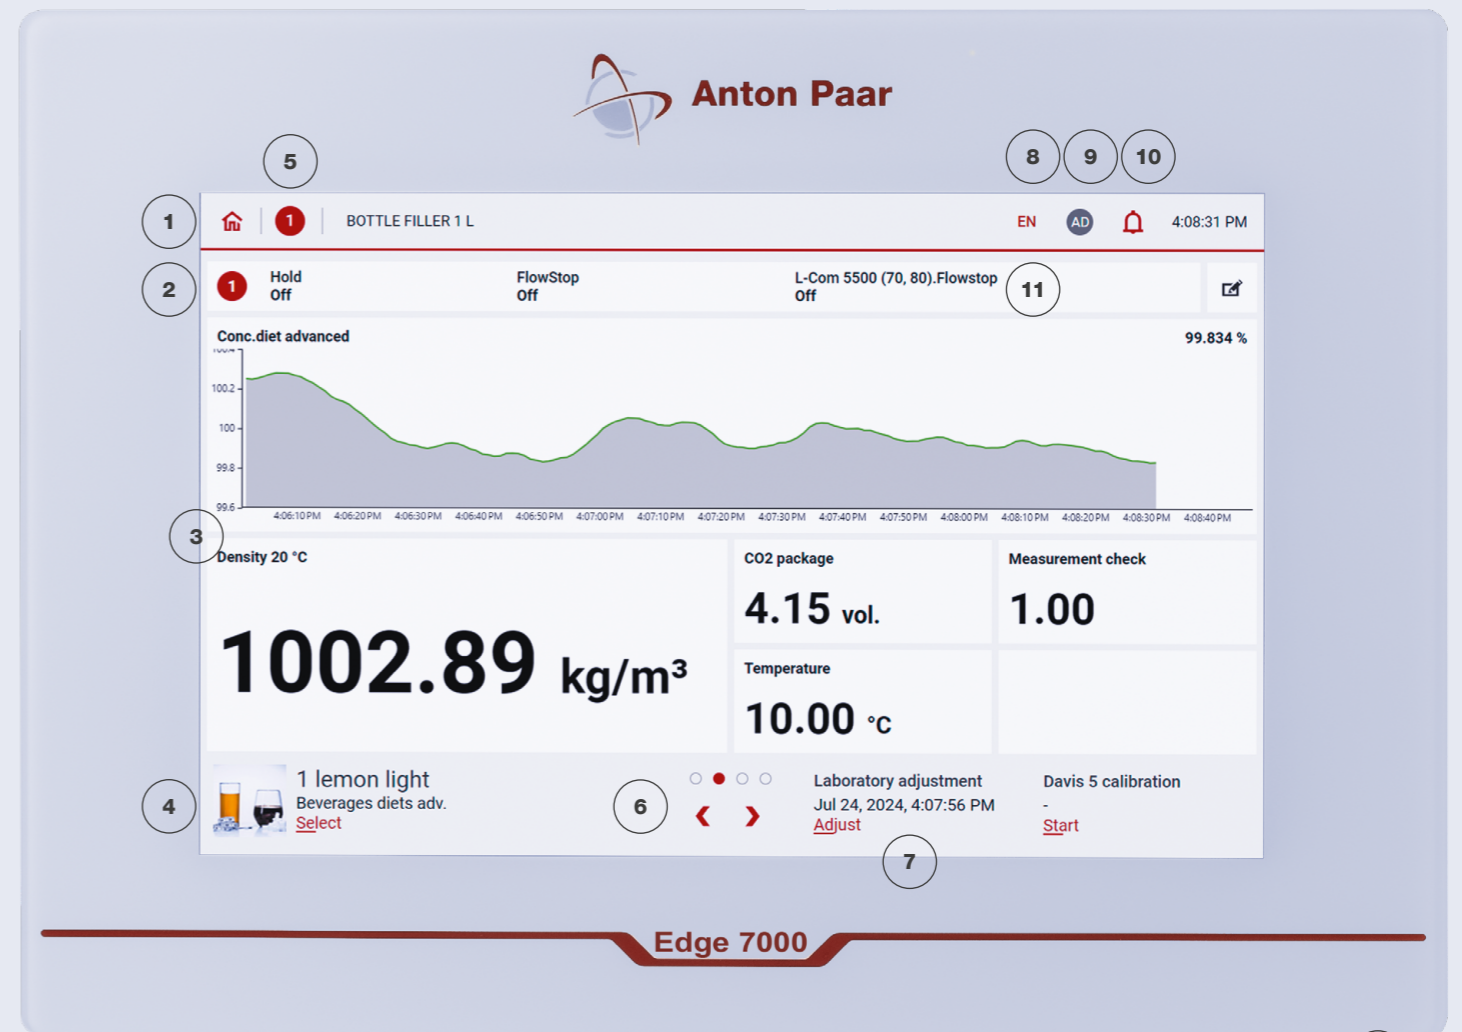 Anton Paar
5
8 9 10
1
1
BOTTLE FILLER 1 L
EN
AD
4:08:31 PM
2
1
Hold
Off
FlowStop
Off
L-Com 5500 (70, 80).Flowstop
Off
11
Conc.diet advanced
99.834 %
100.4
100.2
100
99.8
99.6
4:06:10 PM 4:06:20 PM 4:06:30 PM 4:06:40 PM 4:06:50 PM 4:07:00 PM 4:07:10 PM 4:07:20 PM 4:07:30 PM 4:07:40 PM 4:07:50 PM 4:08:00 PM 4:08:10 PM 4:08:20 PM 4:08:30 PM 4:08:40 PM
3
Density 20 °C
1002.89 kg/m³
CO2 package
4.15 vol.
Measurement check
1.00
Temperature
10.00 °C
4
1 lemon light
Beverages diets adv.
Select
6
Laboratory adjustment
Jul 24, 2024, 4:07:56 PM
Adjust
Davis 5 calibration
-
Start
7
Edge 7000